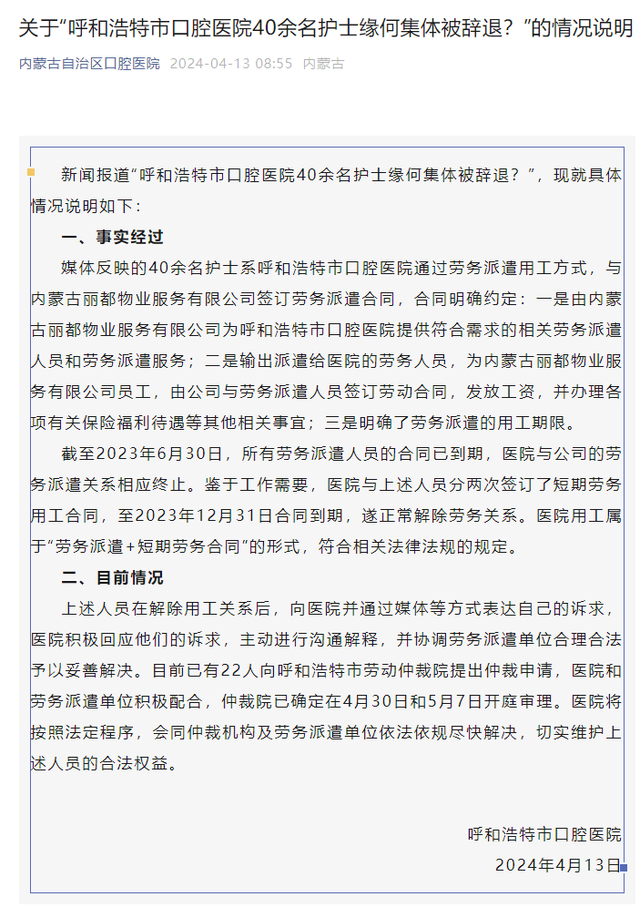 关于“呼和浩特市口腔医院40余名护士缘何集体被辞退？”的情况说明
内蒙古自治区口腔医院 2024-04-13 08:55 内蒙古
新闻报道“呼和浩特市口腔医院40余名护士缘何集体被辞退？”，现就具体
情况说明如下：
一、事实经过
媒体反映的40余名护士系呼和浩特市口腔医院通过劳务派遣用工方式，与
内蒙古丽都物业服务有限公司签订劳务派遣合同，合同明确约定：一是由内蒙
古丽都物业服务有限公司为呼和浩特市口腔医院提供符合需求的相关劳务派遣
人员和劳务派遣服务；二是输出派遣给医院的劳务人员，为内蒙古丽都物业服
务有限公司员工，由公司与劳务派遣人员签订劳动合同，发放工资，并办理各
项有关保险福利待遇等其他相关事宜；三是明确了劳务派遣的用工期限。
截至2023年6月30日，所有劳务派遣人员的合同已到期，医院与公司的劳
务派遣关系相应终止。鉴于工作需要，医院与上述人员分两次签订了短期劳务
用工合同，至2023年12月31日合同到期，遂正常解除劳务关系。医院用工属
于“劳务派遣+短期劳务合同”的形式，符合相关法律法规的规定。
二、目前情况
上述人员在解除用工关系后，向医院并通过媒体等方式表达自己的诉求，
医院积极回应他们的诉求，主动进行沟通解释，并协调劳务派遣单位合理合法
予以妥善解决。目前已有22人向呼和浩特市劳动仲裁院提出仲裁申请，医院和
劳务派遣单位积极配合，仲裁院已确定在4月30日和5月7日开庭审理。医院将
按照法定程序，会同仲裁机构及劳务派遣单位依法依规尽快解决，切实维护上
述人员的合法权益。
呼和浩特市口腔医院
2024年4月13日